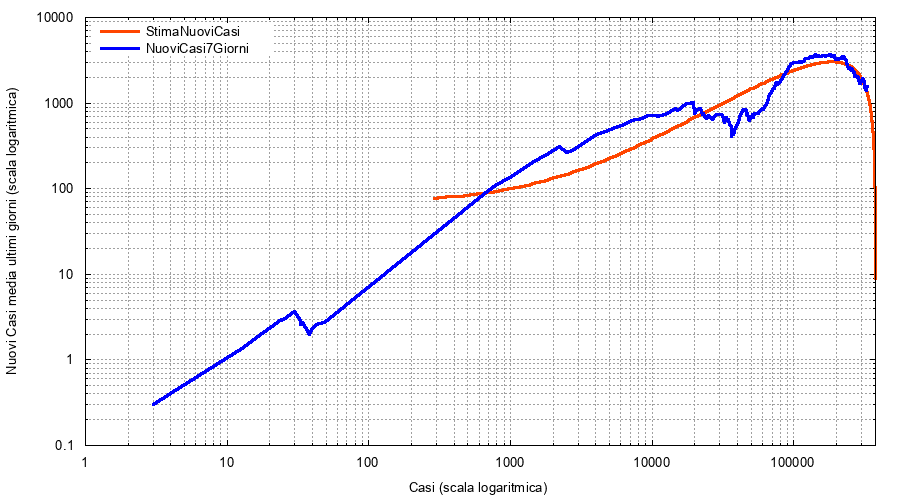 10000
1000
100
10
1
0.1
Nuovi Casi media ultimi giorni (scala logaritmica)
StimaNuoviCasi
NuoviCasi7Giorni
1 10 100 1000 10000 100000
Casi (scala logaritmica)